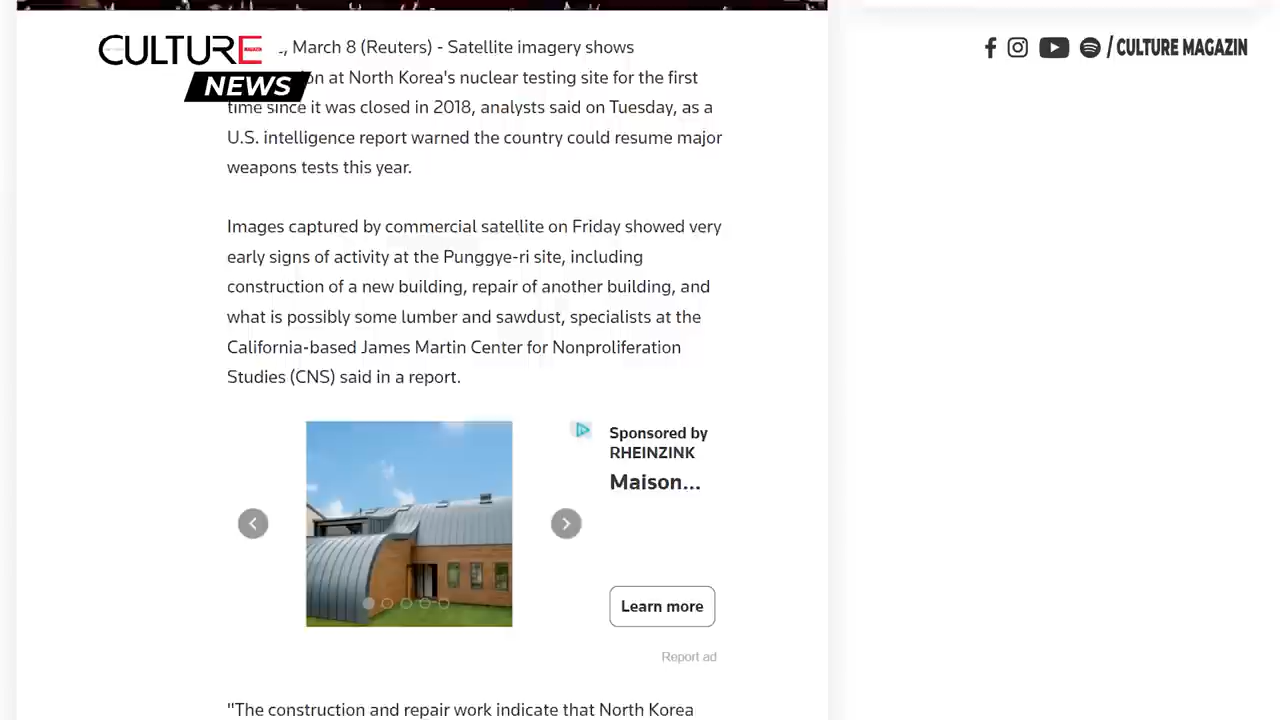 CULTURE
NEWS
/ CULTURE MAGAZIN
., March 8 (Reuters) - Satellite imagery shows
on at North Korea's nuclear testing site for the first
time since it was closed in 2018, analysts said on Tuesday, as a
U.S. intelligence report warned the country could resume major
weapons tests this year.
Images captured by commercial satellite on Friday showed very
early signs of activity at the Punggye-ri site, including
construction of a new building, repair of another building, and
what is possibly some lumber and sawdust, specialists at the
California-based James Martin Center for Nonproliferation
Studies (CNS) said in a report.
Sponsored by
RHEINZINK
Maison...
Learn more
Report ad
"The construction and repair work indicate that North Korea